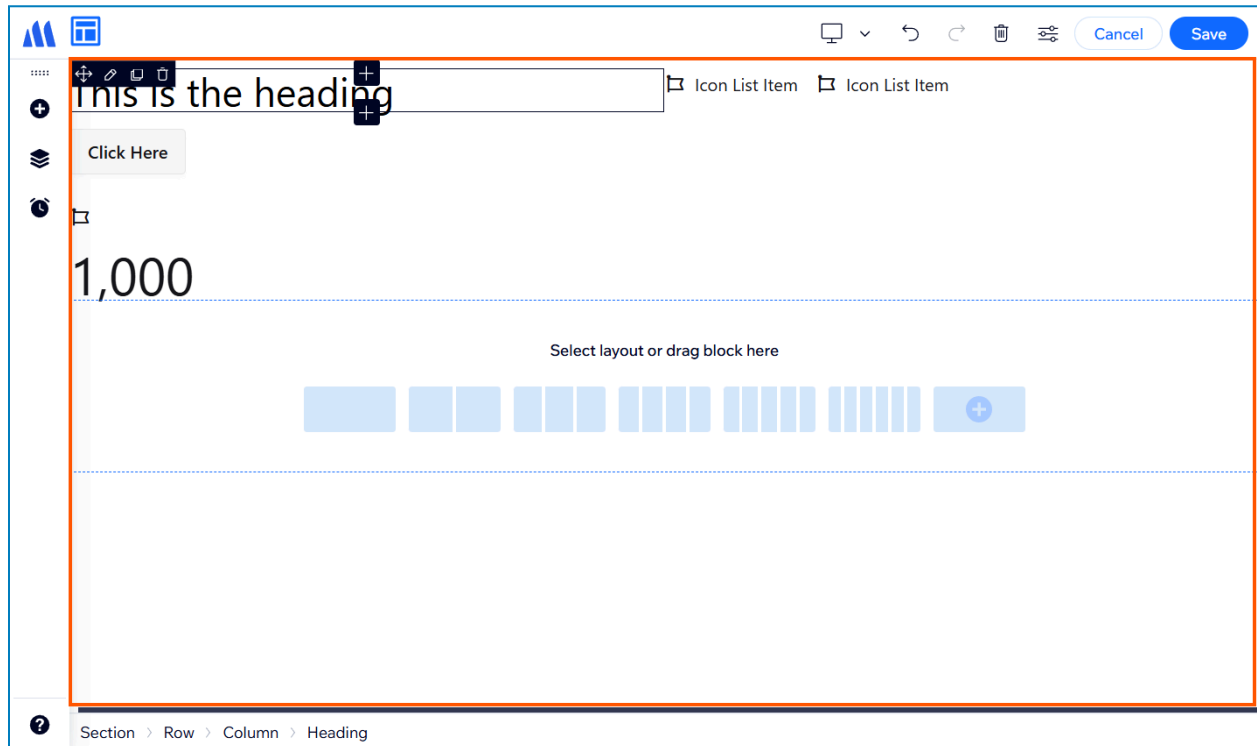 Cancel
Save
This is the heading
Icon List Item
Icon List Item
Click Here
1,000
Select layout or drag block here
Section > Row > Column > Heading